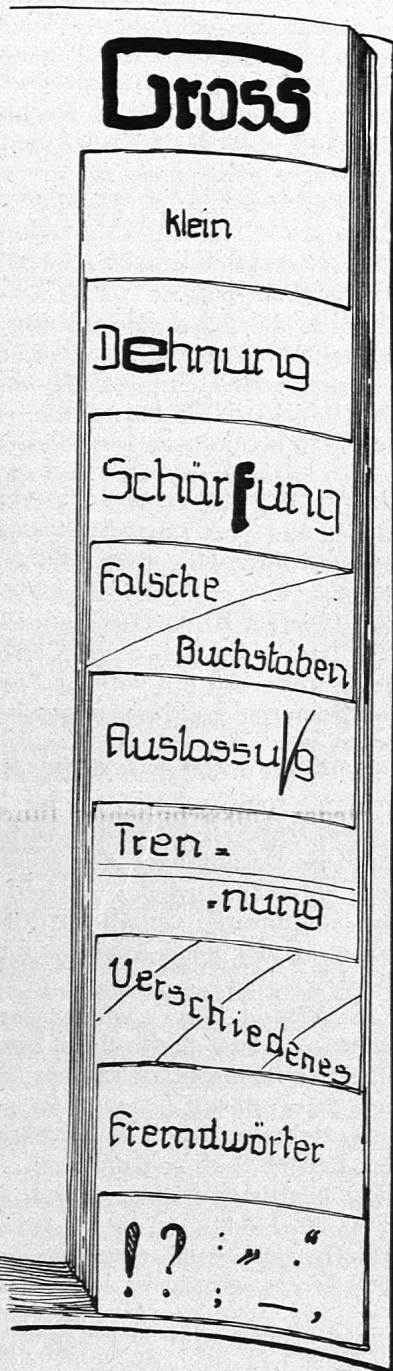 Gross
klein
Dehnung
Schärfung
Falsche
Buchstaben
Auslassu/g
Tren =
-nung
Verschiedenes
Fremdwörter
! ? : „ . “
; — ,